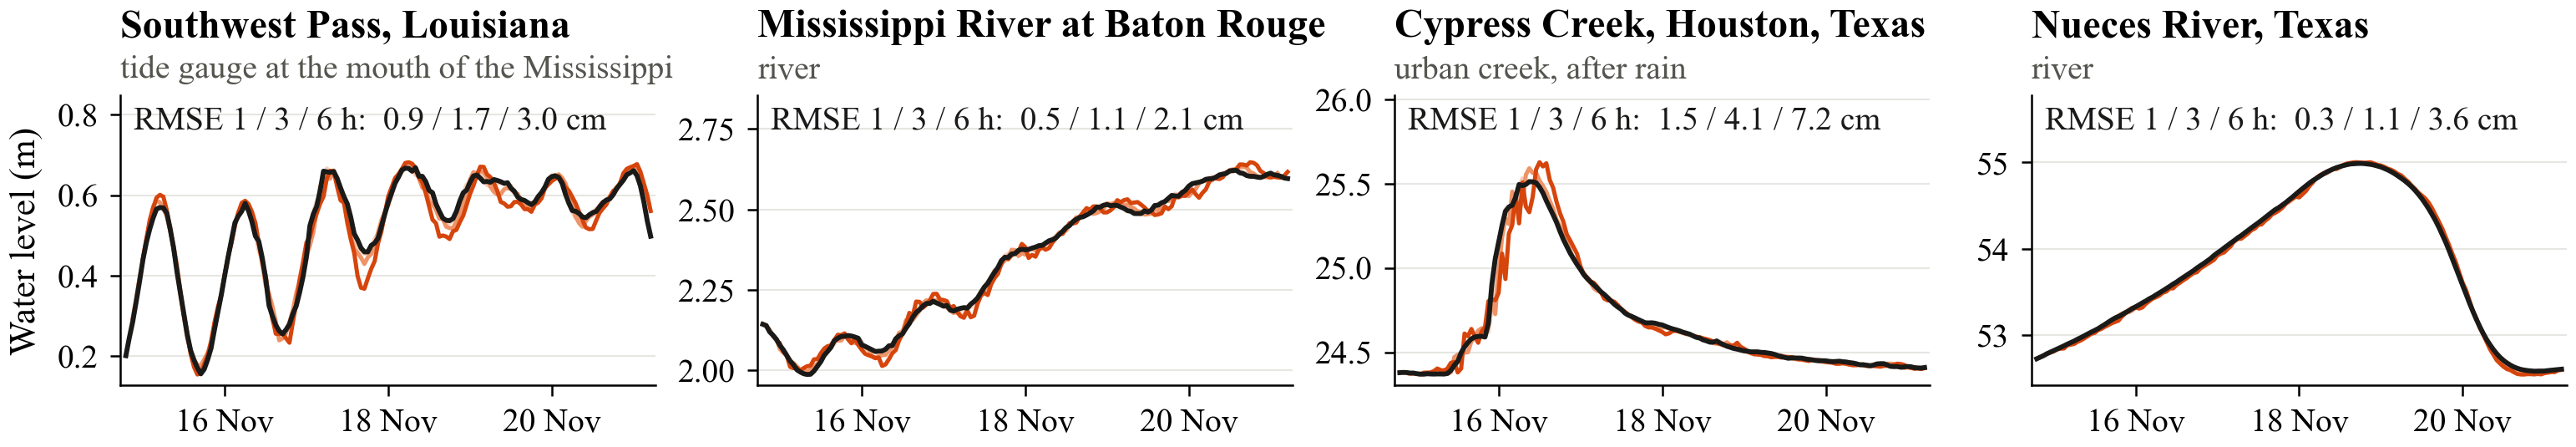 Southwest Pass, Louisiana
tide gauge at the mouth of the Mississippi
RMSE 1 / 3 / 6 h: 0.9 / 1.7 / 3.0 cm
Water level (m)
0.8
0.6
0.4
0.2
16 Nov
18 Nov
20 Nov
Mississippi River at Baton Rouge
river
RMSE 1 / 3 / 6 h: 0.5 / 1.1 / 2.1 cm
2.75
2.50
2.25
2.00
16 Nov
18 Nov
20 Nov
Cypress Creek, Houston, Texas
urban creek, after rain
RMSE 1 / 3 / 6 h: 1.5 / 4.1 / 7.2 cm
26.0
25.5
25.0
24.5
16 Nov
18 Nov
20 Nov
Nueces River, Texas
river
RMSE 1 / 3 / 6 h: 0.3 / 1.1 / 3.6 cm
55
54
53
16 Nov
18 Nov
20 Nov